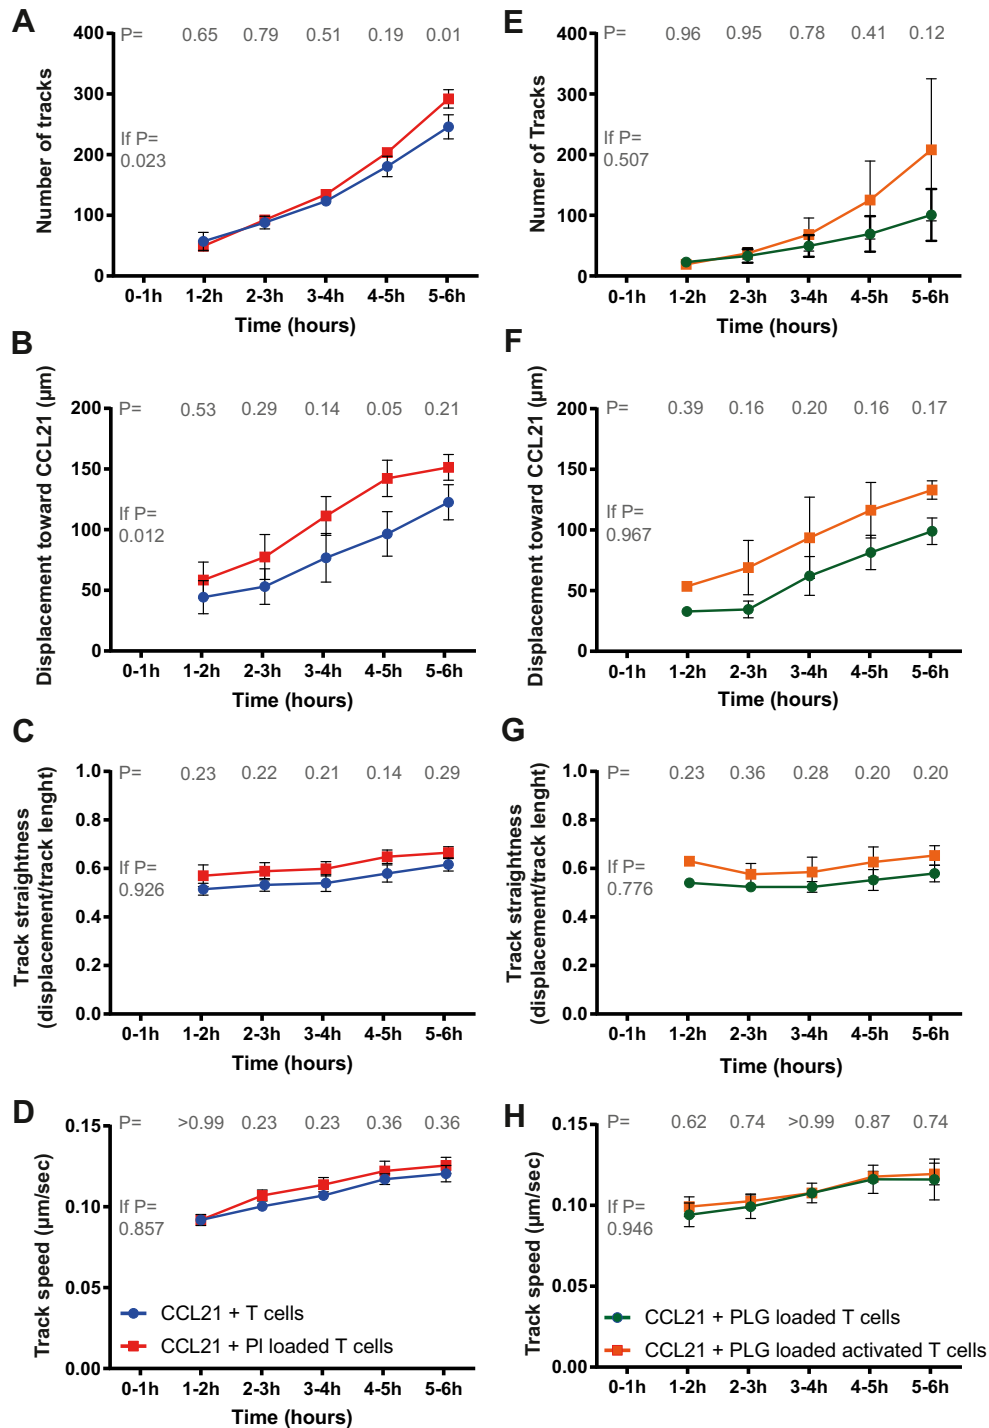 A
P= 0.65 0.79 0.51 0.19 0.01
400
300
200
100
0
If P=
0.023
Number of tracks
0-1h 1-2h 2-3h 3-4h 4-5h 5-6h
Time (hours)
B
P= 0.53 0.29 0.14 0.05 0.21
200
150
100
50
0
If P=
0.012
Displacement toward CCL21 (µm)
0-1h 1-2h 2-3h 3-4h 4-5h 5-6h
Time (hours)
C
P= 0.23 0.22 0.21 0.14 0.29
1.0
0.8
0.6
0.4
0.2
0.0
If P=
0.926
Track straightness
(displacement/track lenght)
0-1h 1-2h 2-3h 3-4h 4-5h 5-6h
Time (hours)
D
P= >0.99 0.23 0.23 0.36 0.36
0.15
0.10
0.05
0.00
If P=
0.857
Track speed (µm/sec)
CCL21 + T cells
CCL21 + PI loaded T cells
0-1h 1-2h 2-3h 3-4h 4-5h 5-6h
Time (hours)
E
P= 0.96 0.95 0.78 0.41 0.12
400
300
200
100
0
If P=
0.507
Numer of Tracks
0-1h 1-2h 2-3h 3-4h 4-5h 5-6h
Time (hours)
F
P= 0.39 0.16 0.20 0.16 0.17
200
150
100
50
0
If P=
0.967
Displacement toward CCL21 (µm)
0-1h 1-2h 2-3h 3-4h 4-5h 5-6h
Time (hours)
G
P= 0.23 0.36 0.28 0.20 0.20
1.0
0.8
0.6
0.4
0.2
0.0
If P=
0.776
Track straightness
(displacement/track lenght)
0-1h 1-2h 2-3h 3-4h 4-5h 5-6h
Time (hours)
H
P= 0.62 0.74 >0.99 0.87 0.74
0.15
0.10
0.05
0.00
If P=
0.946
Track speed (µm/sec)
CCL21 + PLG loaded T cells
CCL21 + PLG loaded activated T cells
0-1h 1-2h 2-3h 3-4h 4-5h 5-6h
Time (hours)